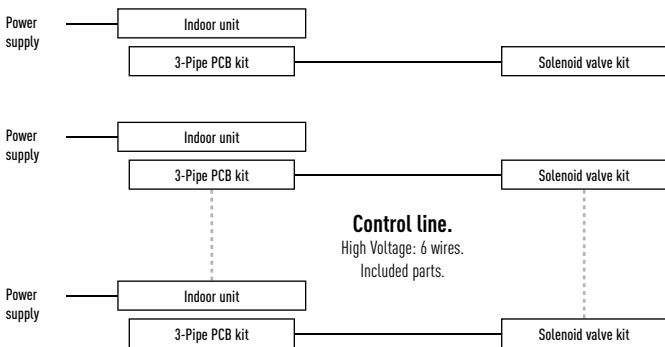 Power
supply
Indoor unit
3-Pipe PCB kit
Solenoid valve kit
Power
supply
Indoor unit
3-Pipe PCB kit
Solenoid valve kit
Control line.
High Voltage: 6 wires.
Included parts.
Power
supply
Indoor unit
3-Pipe PCB kit
Solenoid valve kit